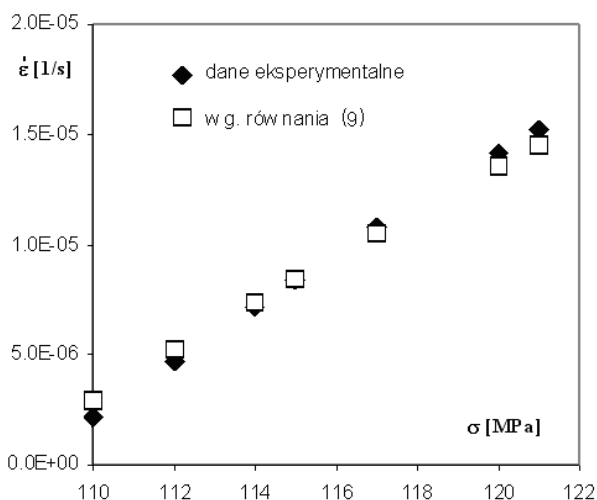 2.0E-05
ε̇ [1/s]
dane eksperymentalne
1.5E-05
wg. równania (9)
1.0E-05
5.0E-06
σ [MPa]
0.0E+00
110 112 114 116 118 120 122